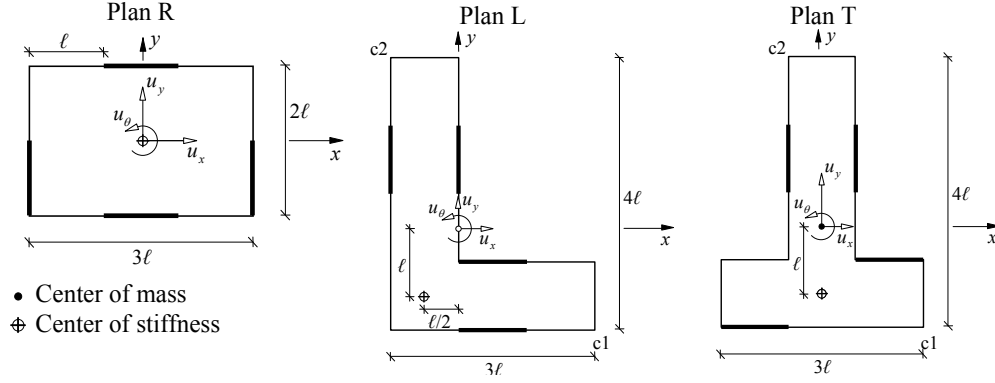 Plan R
ℓ
y
u_y
u_θ
u_x
x
2ℓ
3ℓ
• Center of mass
⌖ Center of stiffness
Plan L
c2
y
u_y
u_θ
u_x
x
4ℓ
ℓ
ℓ/2
c1
3ℓ
Plan T
c2
y
u_y
u_θ
u_x
x
4ℓ
ℓ
c1
3ℓ